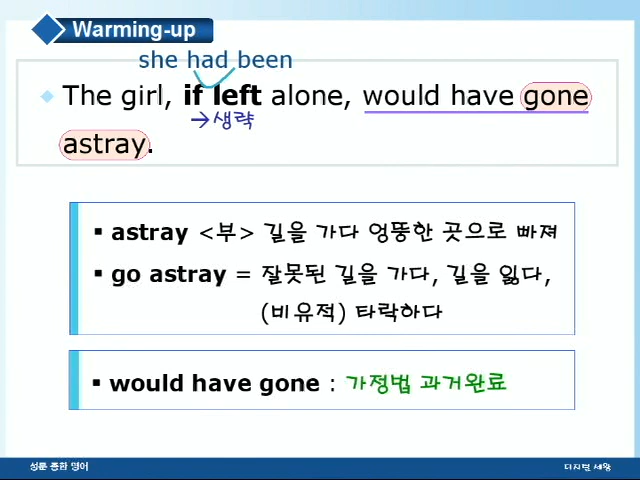 Warming-up
she had been
The girl, if left alone, would have gone
→생략
astray.
▪ astray <부> 길을 가다 엉뚱한 곳으로 빠져
▪ go astray = 잘못된 길을 가다, 길을 잃다,
(비유적) 타락하다
▪ would have gone : 가정법 과거완료
성문 종합 영어
디지털 세왕